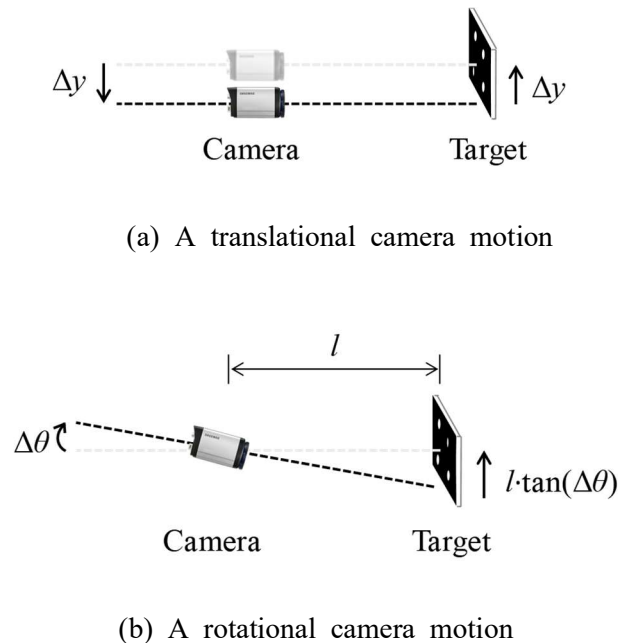 Δy
Δy
Camera
Target
(a) A translational camera motion
l
Δθ
l·tan(Δθ)
Camera
Target
(b) A rotational camera motion